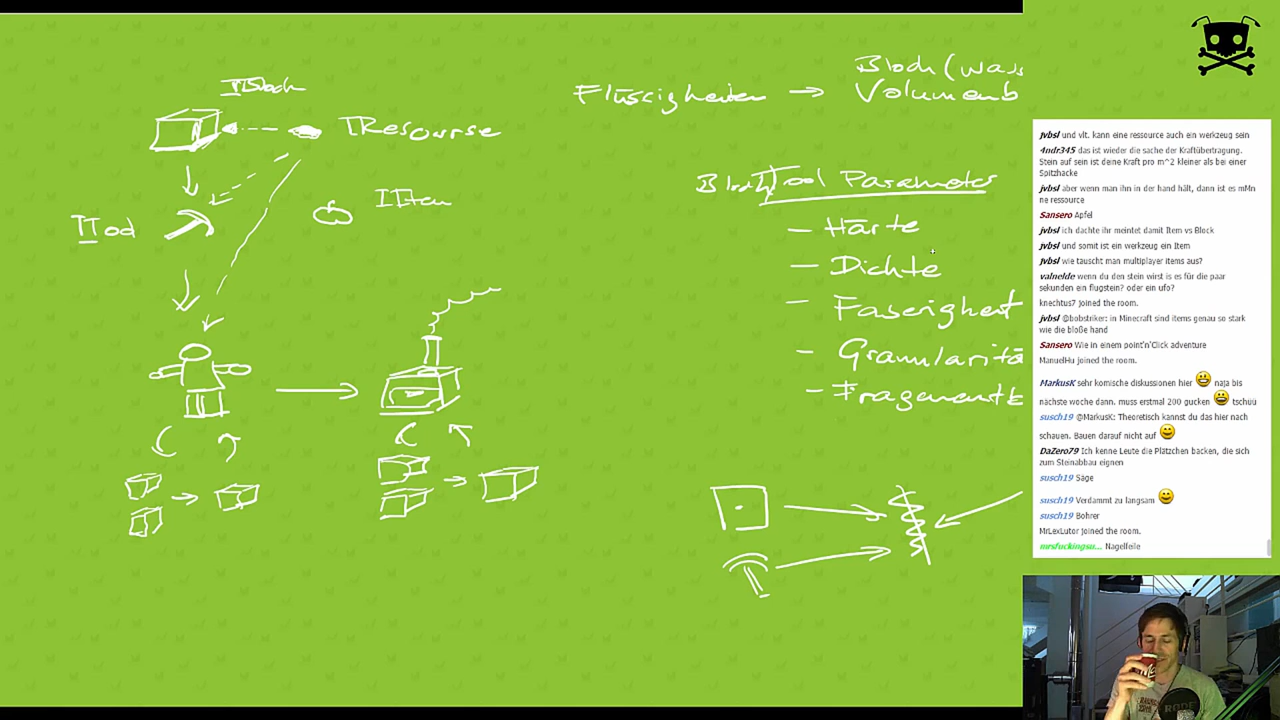 IBlock
IResourse
ITool
IItem
Flüssigkeiten → Block (was
Volumenb
Block/Tool Parameter
- Härte
- Dichte
- Faserigkeit
- Granularitä
- Fragmentb
jvbsl und vlt. kann eine ressource auch ein werkzeug sein
4ndr345 das ist wieder die sache der Kraftübertragung.
Stein auf sein ist deine Kraft pro m^2 kleiner als bei einer
Spitzhacke
jvbsl aber wenn man ihn in der hand hält, dann ist es mMn
ne ressource
Sansero Apfel
jvbsl ich dachte ihr meintet damit Item vs Block
jvbsl und somit ist ein werkzeug ein Item
jvbsl wie tauscht man multiplayer items aus?
valnelde wenn du den stein wirst is es für die paar
sekunden ein flugstein? oder ein ufo?
knechtus7 joined the room.
jvbsl @bobstriker: in Minecraft sind items genau so stark
wie die bloße hand
Sansero Wie in einem point'n'Click adventure
ManuelHu joined the room.
MarkusK sehr komische diskussionen hier naja bis
nächste woche dann. muss erstmal 200 gucken tschüü
susch19 @MarkusK: Theoretisch kannst du das hier nach
schauen. Bauen darauf nicht auf
DaZero79 Ich kenne Leute die Plätzchen backen, die sich
zum Steinabbau eignen
susch19 Säge
susch19 Verdammt zu langsam
susch19 Bohrer
MrLexLutor joined the room.
mrsfuckingsu... Nagelfeile